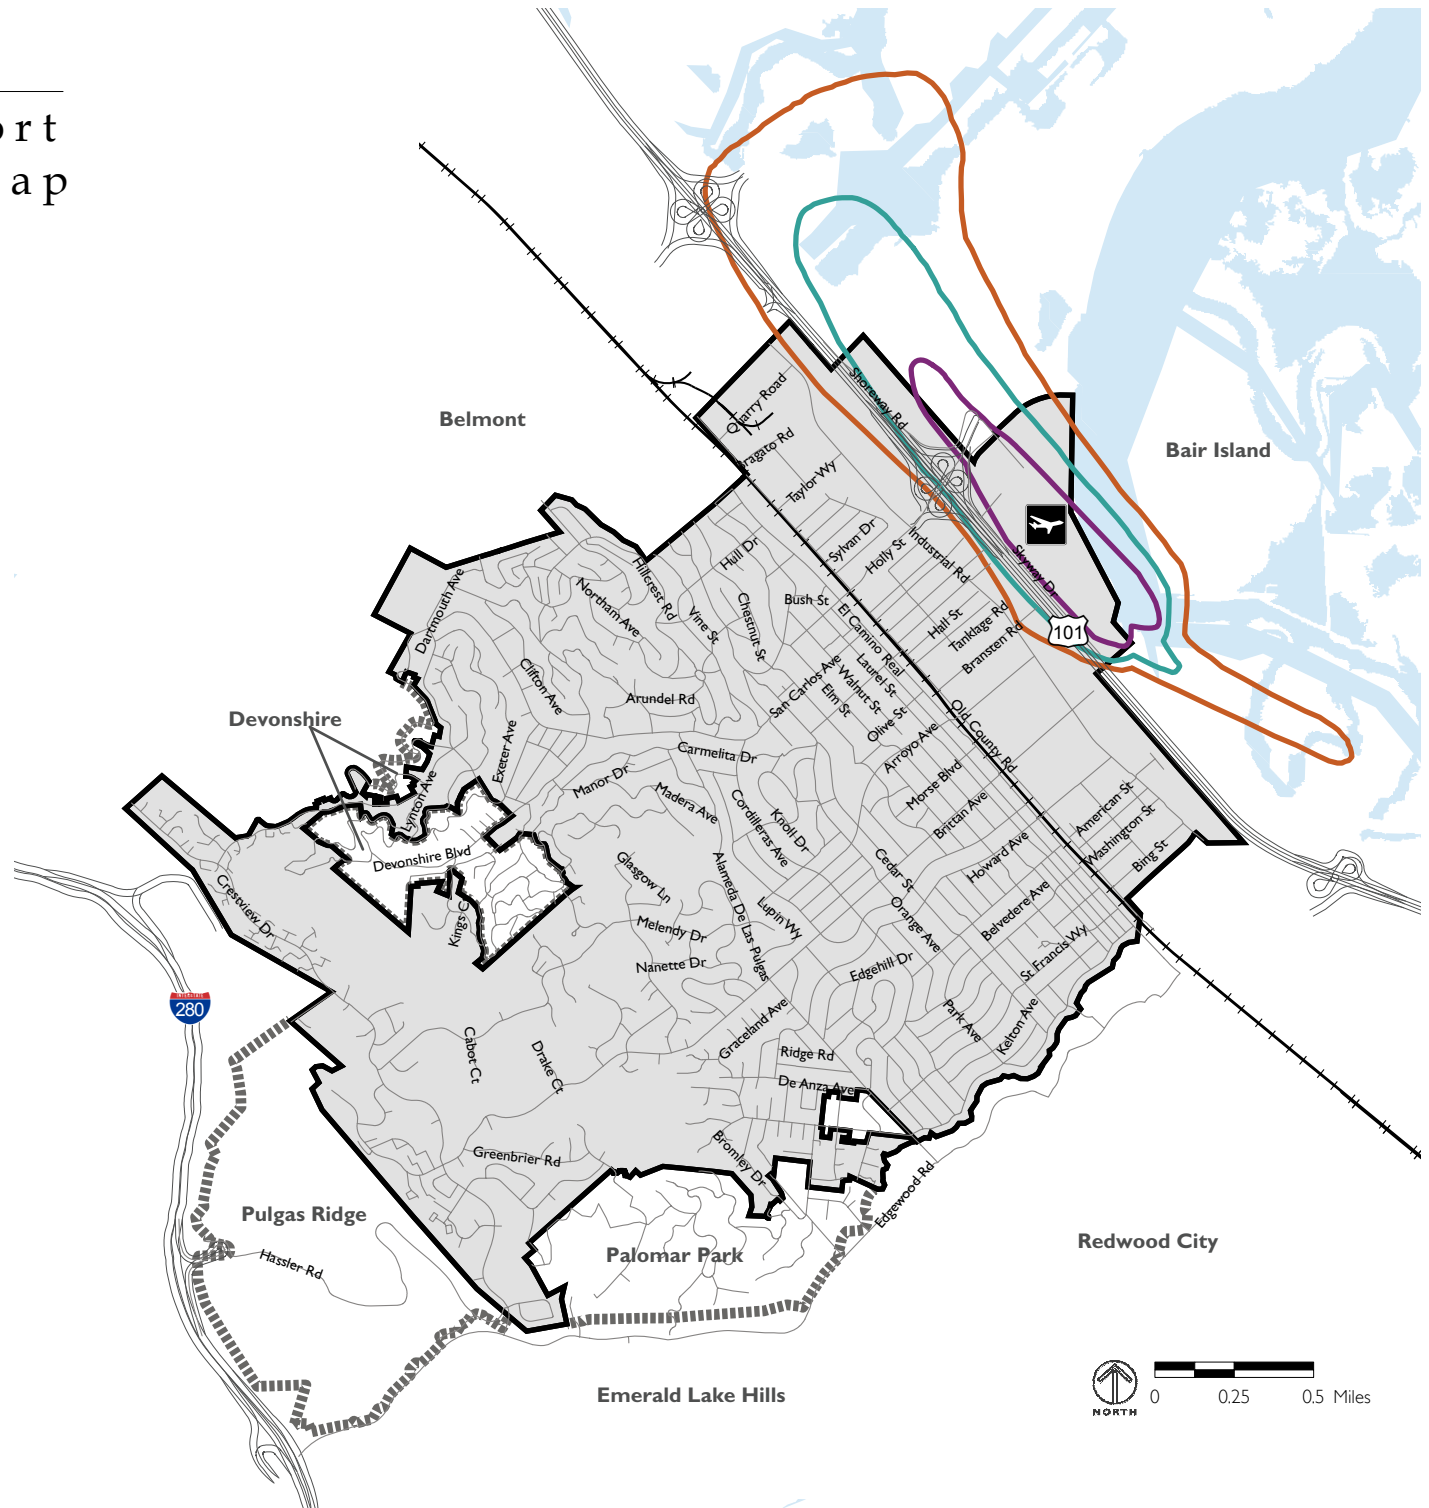 ort
ap
Belmont
Bair Island
Quarry Road
Bragato Rd
Taylor Wy
Shoreway Rd
Sylvan Dr
Holly St
Industrial Rd
Skyway Dr
Hull Dr
Hillcrest Rd
Northam Ave
Dartmouth Ave
Vine St
Chestnut St
Bush St
El Camino Real
Hall St
Tanklage Rd
Bransten Rd
101
Clifton Ave
Arundel Rd
San Carlos Ave
Laurel St
Walnut St
Elm St
Olive St
Arroyo Ave
Old County Rd
Devonshire
Exeter Ave
Carmelita Dr
Manor Dr
Madera Ave
Lynton Ave
Cordilleras Ave
Knoll Dr
Morse Blvd
Brittan Ave
American St
Washington St
Bing St
Howard Ave
Devonshire Blvd
Glasgow Ln
Alameda De Las Pulgas
Cedar St
Crestview Dr
Kings C
Melendy Dr
Lupin Wy
Orange Ave
Belvedere Ave
Nanette Dr
Edgehill Dr
St Francis Wy
INTERSTATE
280
Cabot Ct
Drake Ct
Graceland Ave
Park Ave
Kelton Ave
Ridge Rd
De Anza Ave
Greenbrier Rd
Bromley Dr
Edgewood Rd
Pulgas Ridge
Hassler Rd
Palomar Park
Redwood City
Emerald Lake Hills
NORTH
0 0.25 0.5 Miles